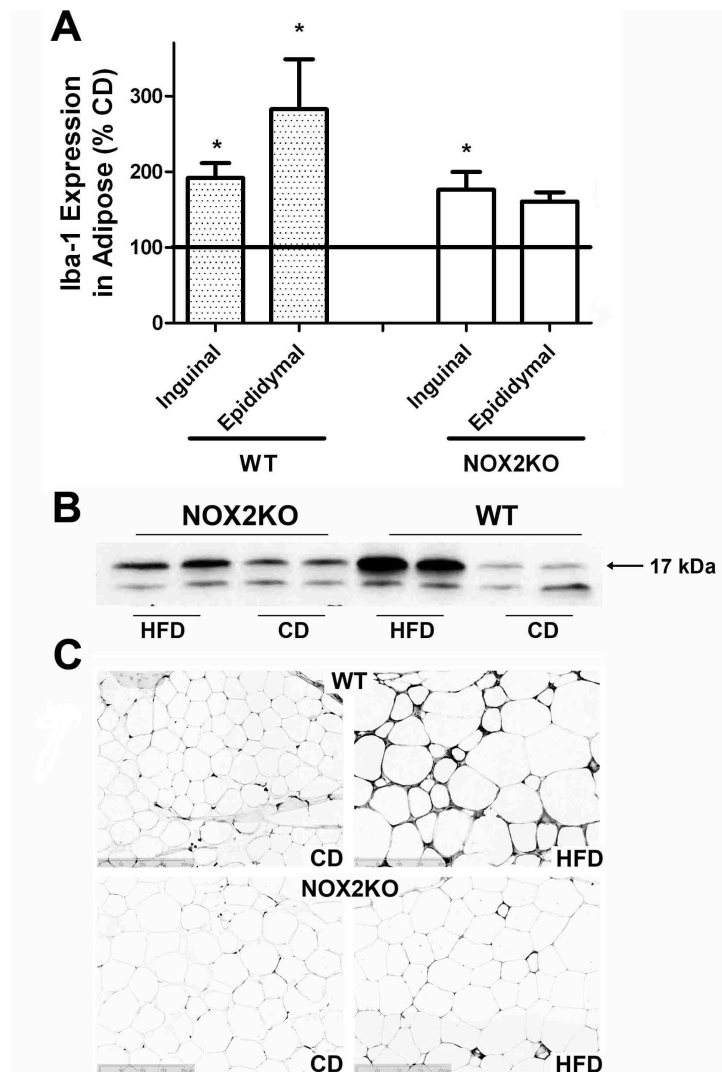 A
Iba-1 Expression
in Adipose (% CD)
300
200
100
0
*
*
*
Inguinal
Epididymal
Inguinal
Epididymal
WT
NOX2KO
B
NOX2KO
WT
17 kDa
HFD
CD
HFD
CD
C
WT
CD
HFD
NOX2KO
CD
HFD